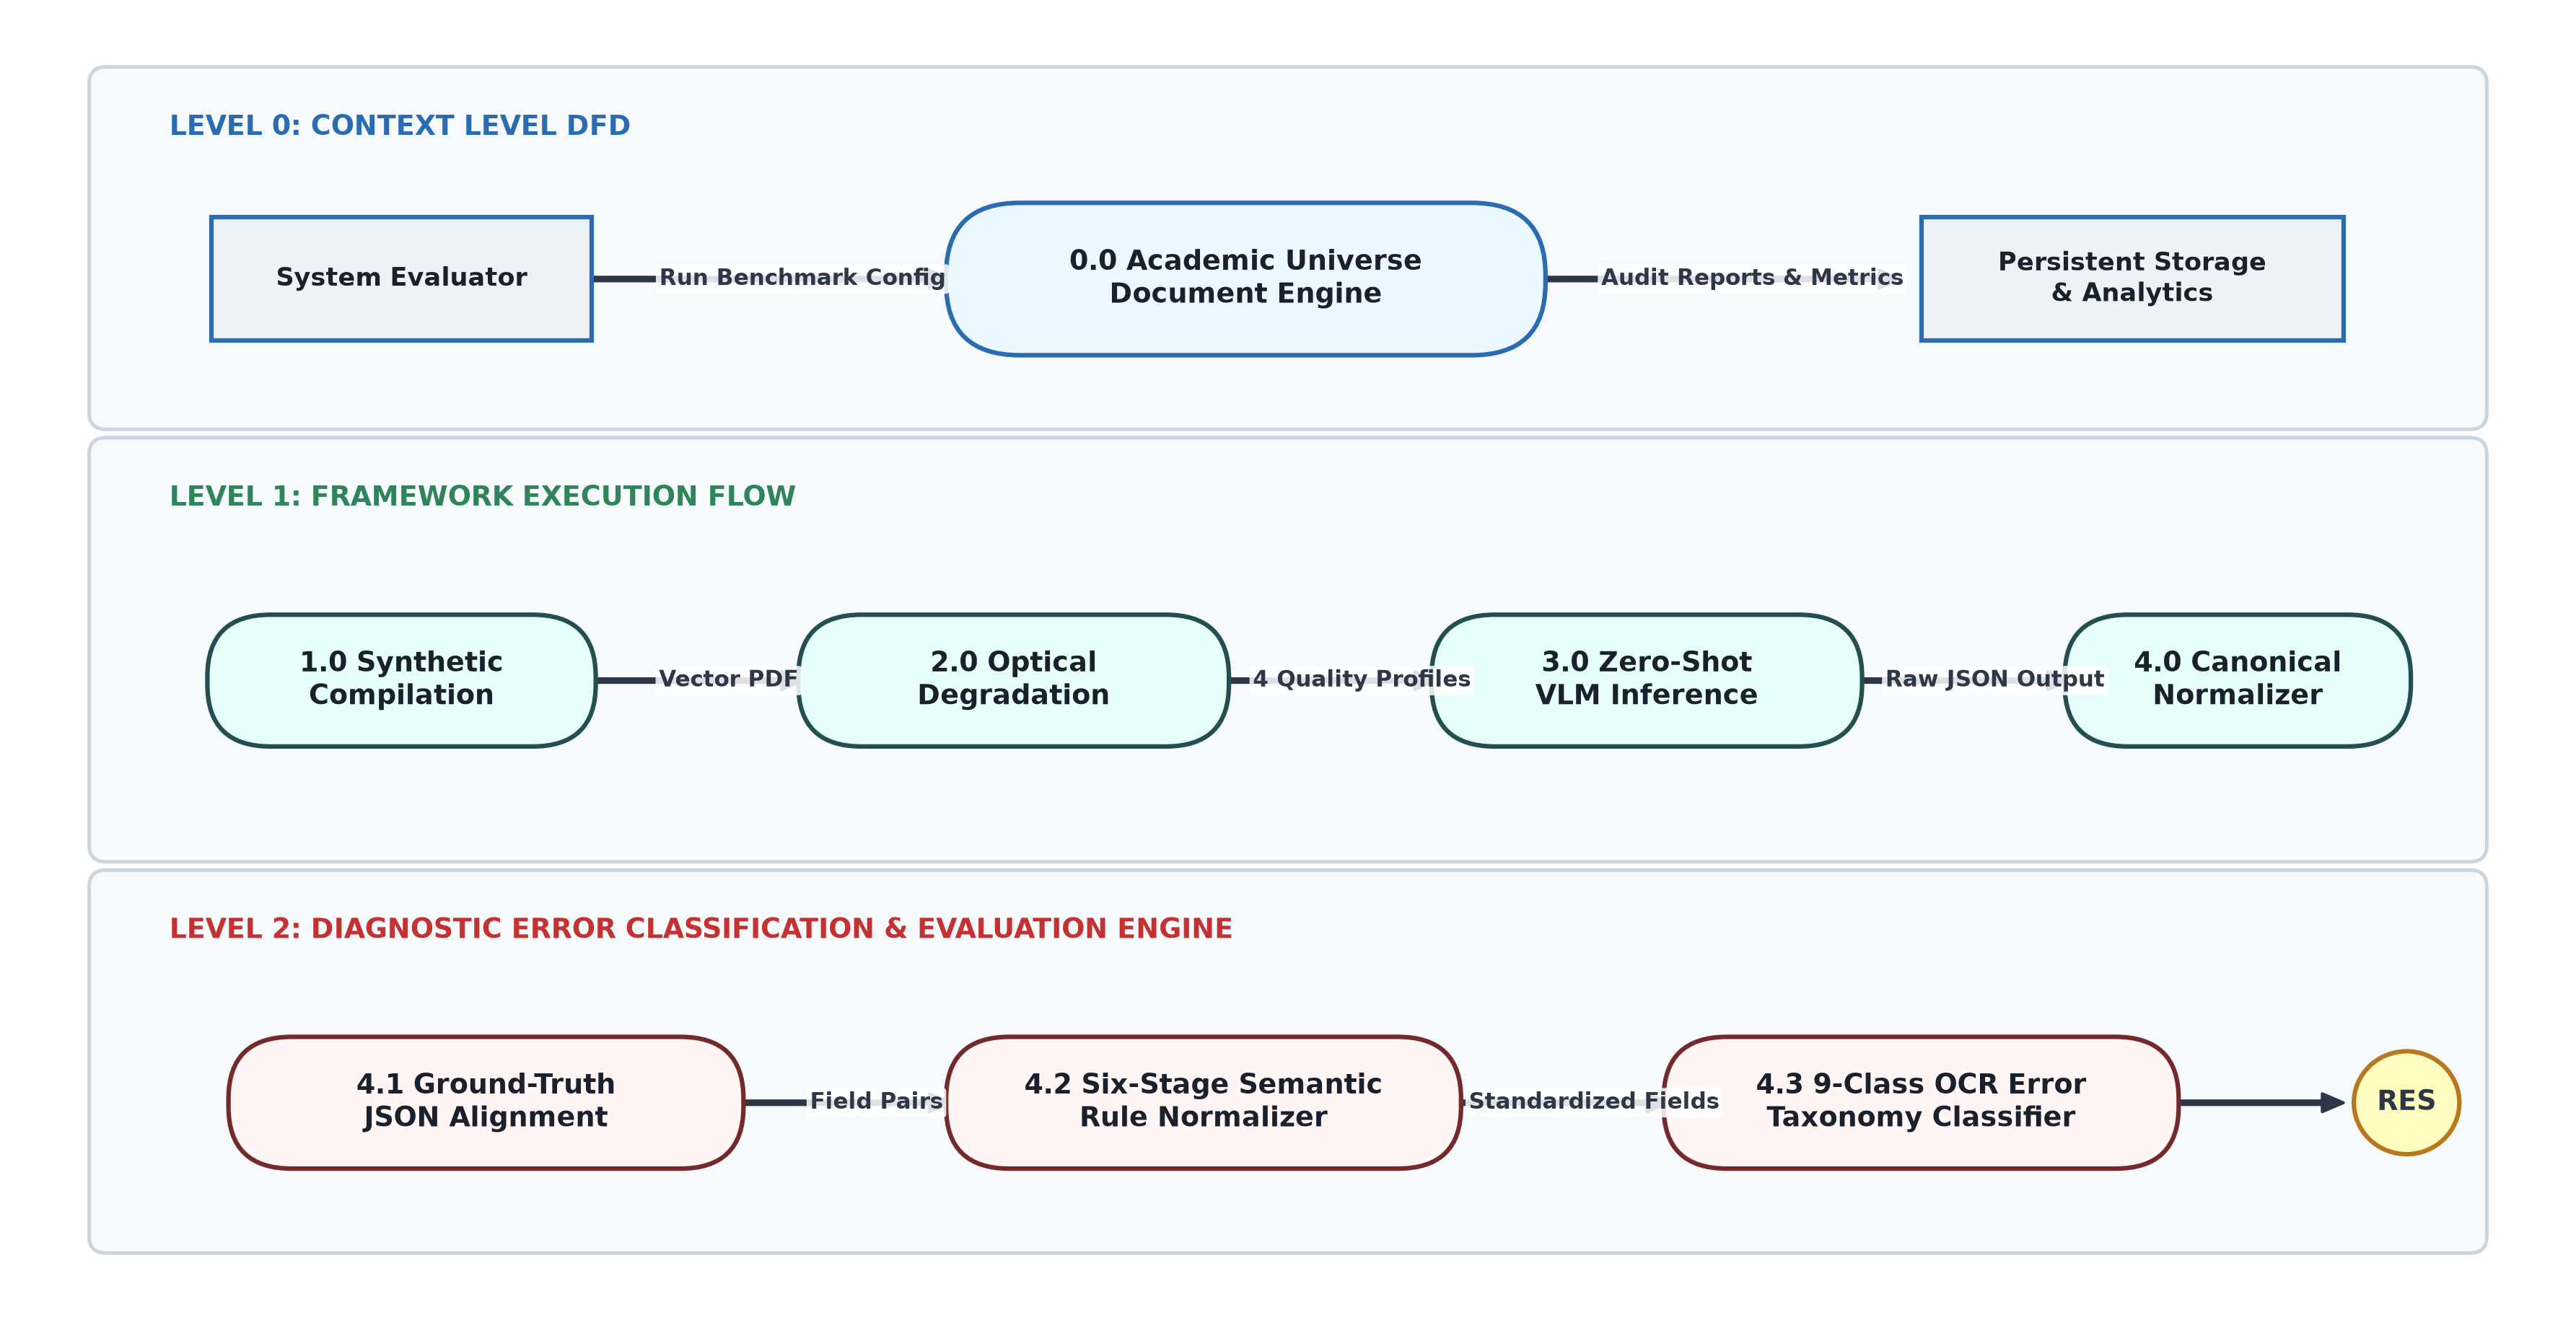 LEVEL 0: CONTEXT LEVEL DFD
System Evaluator
Run Benchmark Config
0.0 Academic Universe
Document Engine
Audit Reports & Metrics
Persistent Storage
& Analytics
LEVEL 1: FRAMEWORK EXECUTION FLOW
1.0 Synthetic
Compilation
Vector PDF
2.0 Optical
Degradation
4 Quality Profiles
3.0 Zero-Shot
VLM Inference
Raw JSON Output
4.0 Canonical
Normalizer
LEVEL 2: DIAGNOSTIC ERROR CLASSIFICATION & EVALUATION ENGINE
4.1 Ground-Truth
JSON Alignment
Field Pairs
4.2 Six-Stage Semantic
Rule Normalizer
Standardized Fields
4.3 9-Class OCR Error
Taxonomy Classifier
RES